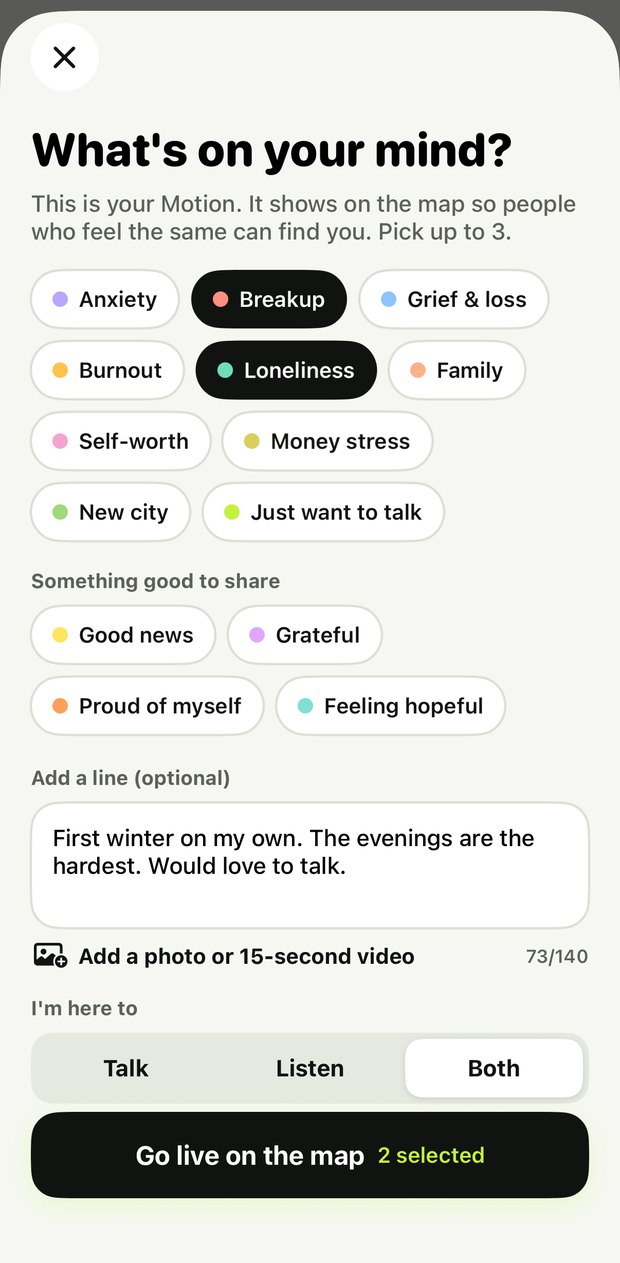 What's on your mind?
This is your Motion. It shows on the map so people
who feel the same can find you. Pick up to 3.
Anxiety Breakup Grief & loss
Burnout Loneliness Family
Self-worth Money stress
New city Just want to talk
Something good to share
Good news Grateful
Proud of myself Feeling hopeful
Add a line (optional)
First winter on my own. The evenings are the
hardest. Would love to talk.
Add a photo or 15-second video 73/140
I'm here to
Talk Listen Both
Go live on the map 2 selected